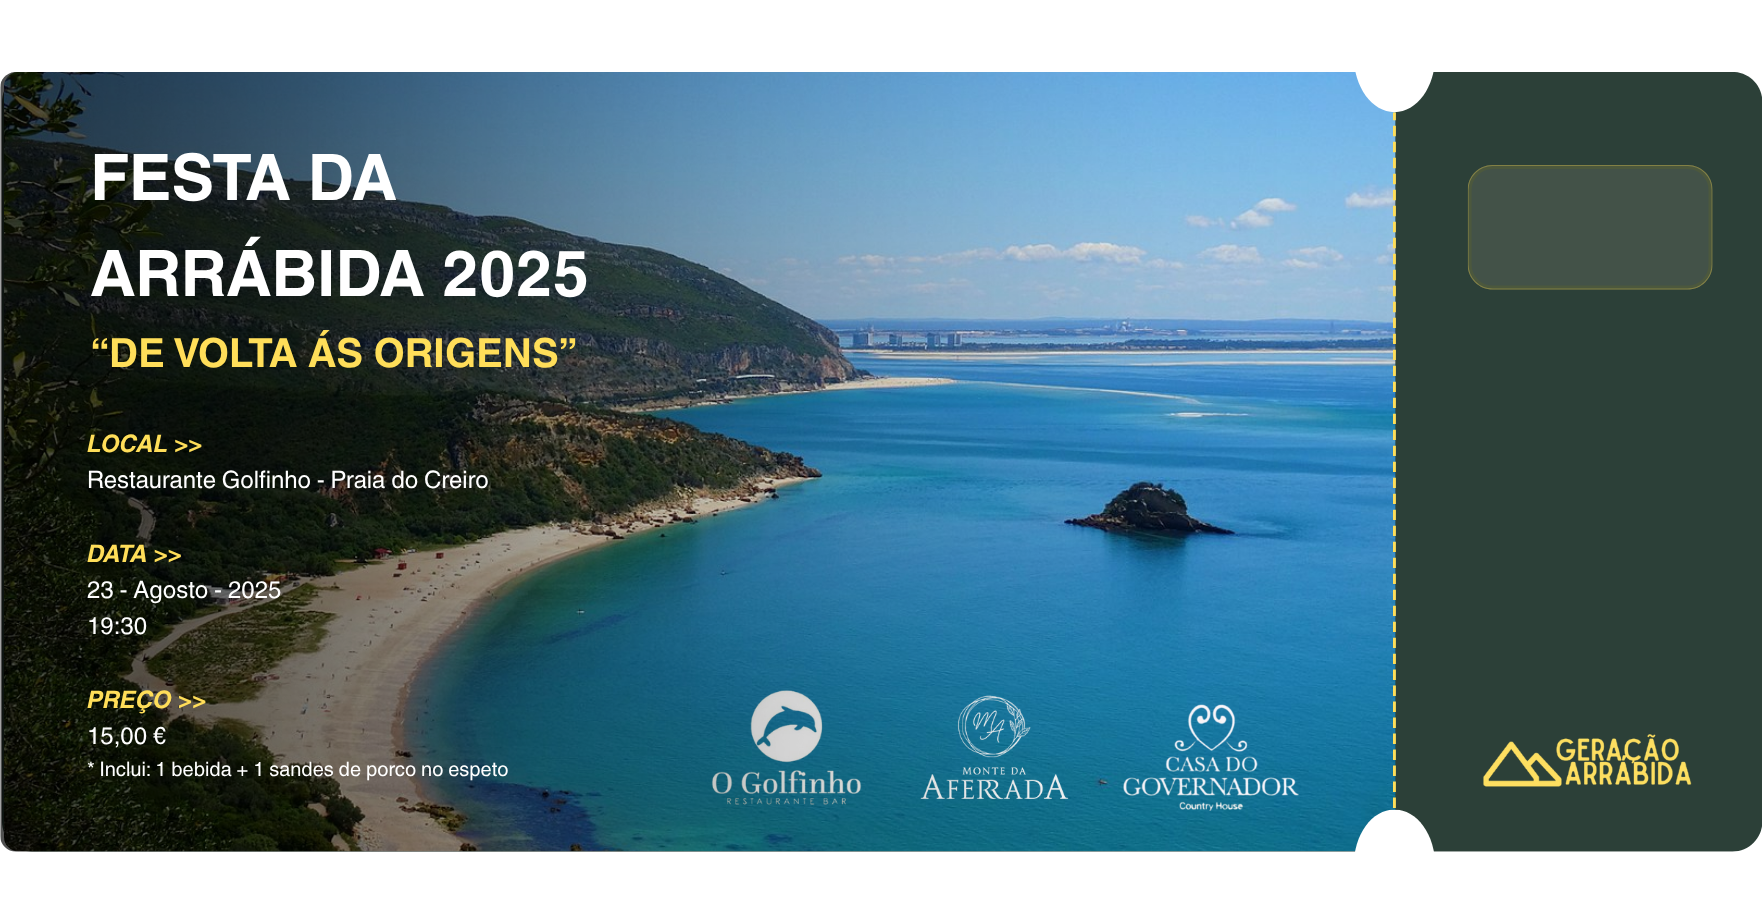 FESTA DA
ARRÁBIDA 2025
“DE VOLTA ÁS ORIGENS”
LOCAL >>
Restaurante Golfinho - Praia do Creiro
DATA >>
23 - Agosto - 2025
19:30
PREÇO >>
15,00 €
* Inclui: 1 bebida + 1 sandes de porco no espeto
O Golfinho
RESTAURANTE BAR
MA
MONTE DA
AFERRADA
CASA DO
GOVERNADOR
Country House
GERAÇÃO
ARRÁBIDA